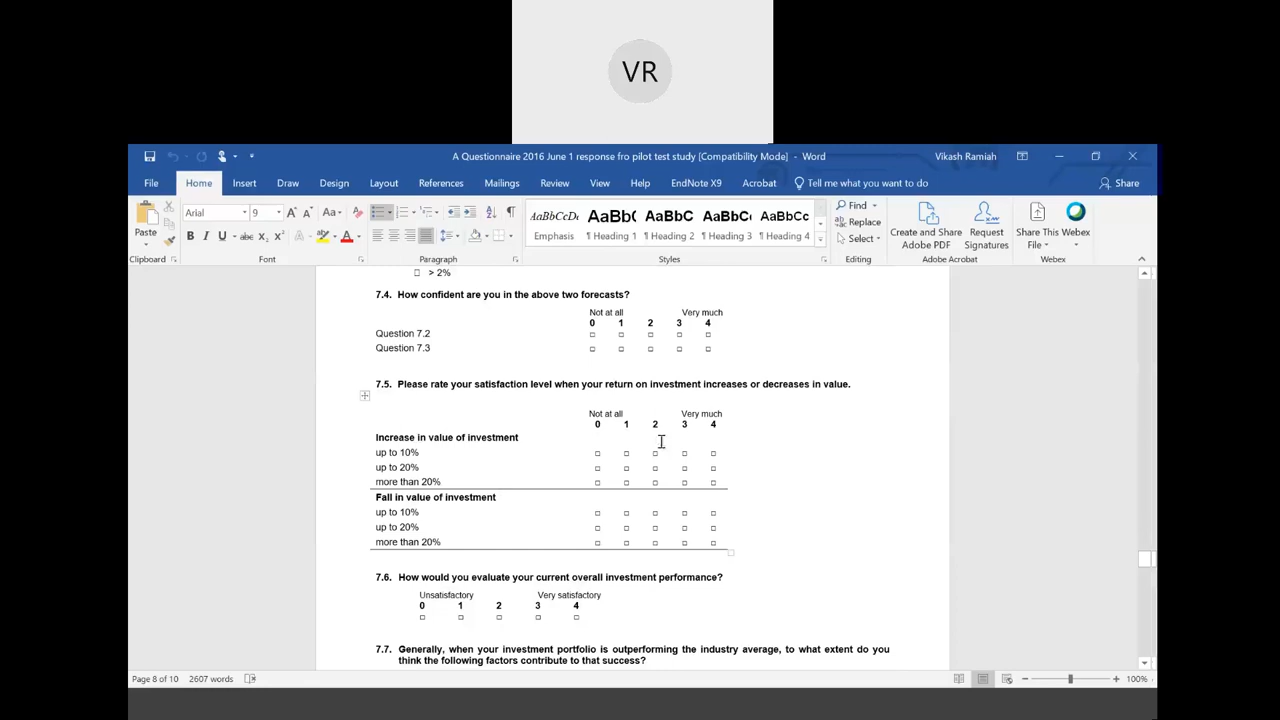 VR
A Questionnaire 2016 June 1 response fro pilot test study [Compatibility Mode] - Word
Vikash Ramiah
File Home Insert Draw Design Layout References Mailings Review View Help EndNote X9 Acrobat Tell me what you want to do Share
Paste
Clipboard
Arial 9
Aa
B I U abc X₂ X²
Font
Paragraph
AaBbCcDc AaBbC AaBbC AaBbCc AaBbCc
Emphasis ¶ Heading 1 ¶ Heading 2 ¶ Heading 3 ¶ Heading 4
Styles
Find
Replace
Select
Editing
Create and Share Adobe PDF
Request Signatures
Adobe Acrobat
Share This File
Webex
Webex
□ > 2%
7.4. How confident are you in the above two forecasts?
Not at all Very much
0 1 2 3 4
Question 7.2 □ □ □ □ □
Question 7.3 □ □ □ □ □
7.5. Please rate your satisfaction level when your return on investment increases or decreases in value.
Not at all Very much
0 1 2 3 4
Increase in value of investment
up to 10% □ □ □ □ □
up to 20% □ □ □ □ □
more than 20% □ □ □ □ □
Fall in value of investment
up to 10% □ □ □ □ □
up to 20% □ □ □ □ □
more than 20% □ □ □ □ □
7.6. How would you evaluate your current overall investment performance?
Unsatisfactory Very satisfactory
0 1 2 3 4
□ □ □ □ □
7.7. Generally, when your investment portfolio is outperforming the industry average, to what extent do you
think the following factors contribute to that success?
Page 8 of 10 2607 words 100%